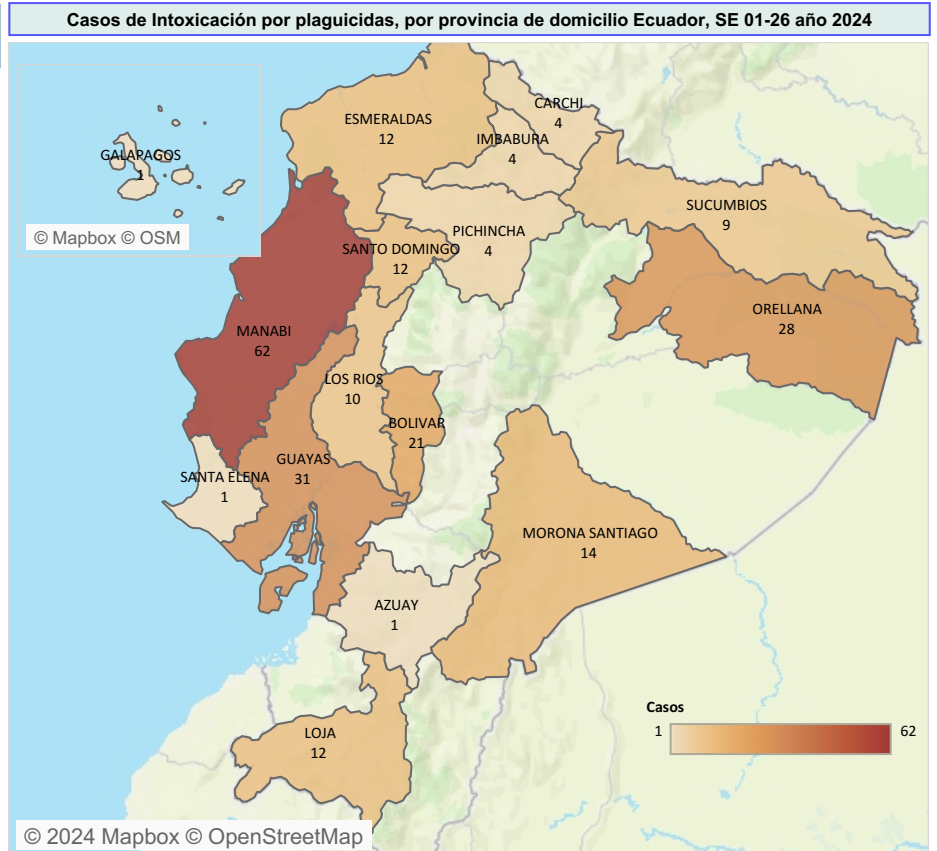 Casos de Intoxicación por plaguicidas, por provincia de domicilio Ecuador, SE 01-26 año 2024
CARCHI
4
ESMERALDAS
12
IMBABURA
4
GALAPAGOS
1
SUCUMBIOS
9
PICHINCHA
4
© Mapbox © OSM
SANTO DOMINGO
12
ORELLANA
28
MANABI
62
LOS RIOS
10
BOLIVAR
21
GUAYAS
31
SANTA ELENA
1
MORONA SANTIAGO
14
AZUAY
1
Casos
1 62
LOJA
12
© 2024 Mapbox © OpenStreetMap